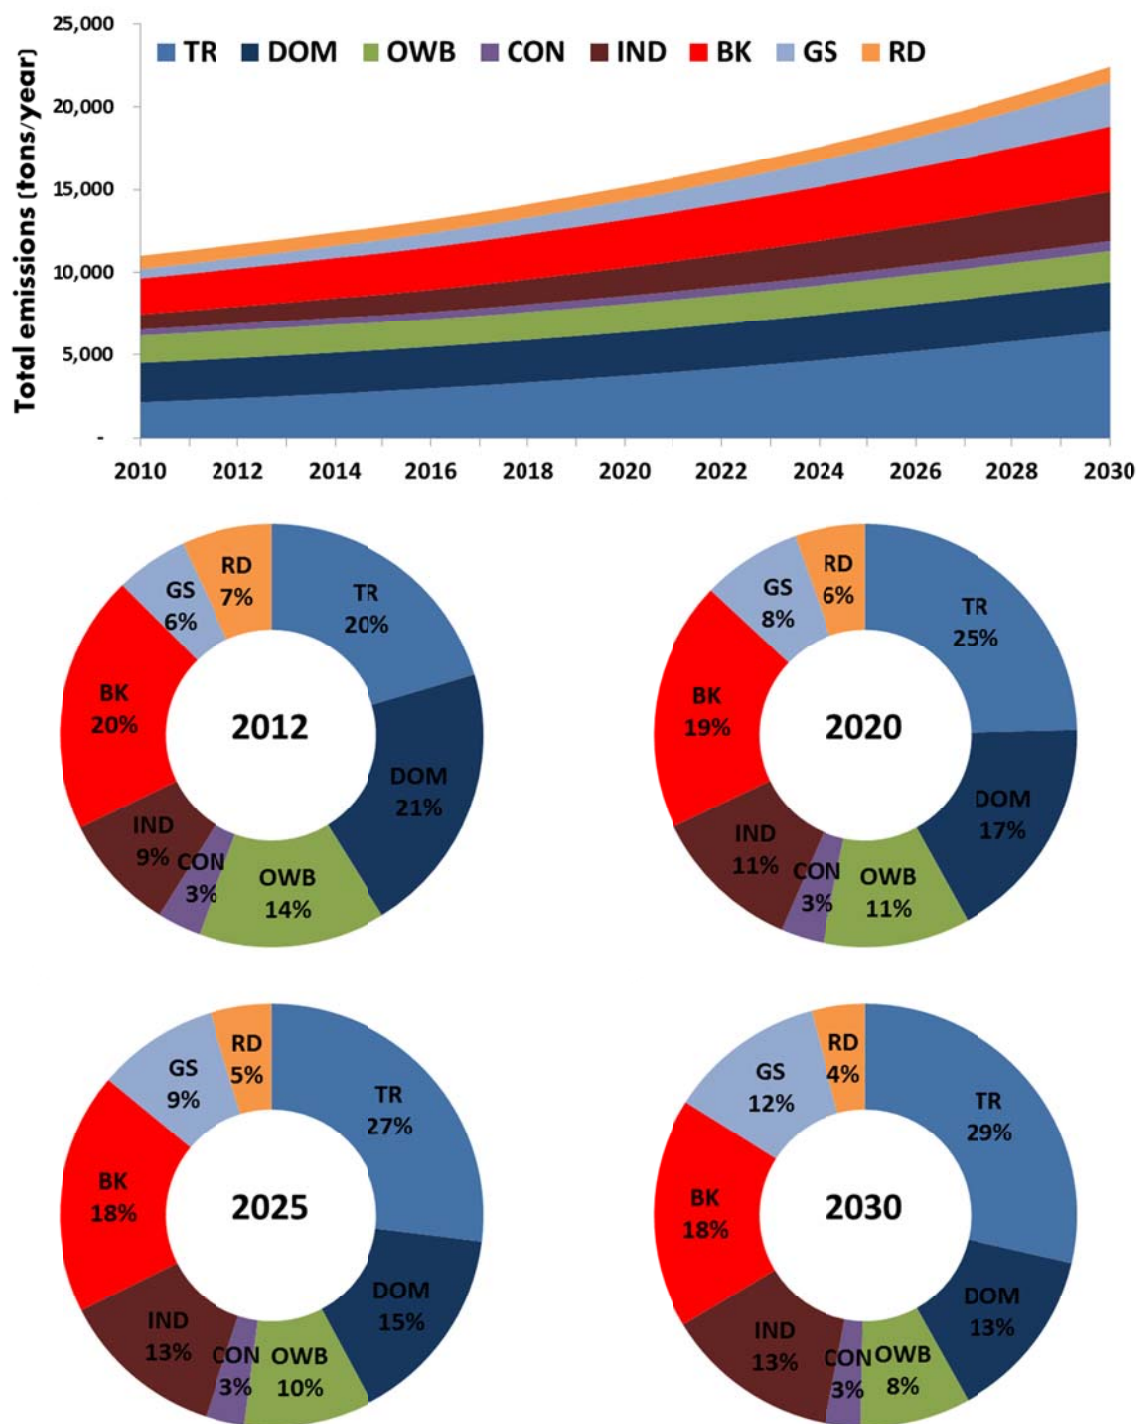 25,000
TR DOM OWB CON IND BK GS RD
20,000
15,000
10,000
5,000
-
Total emissions (tons/year)
2010 2012 2014 2016 2018 2020 2022 2024 2026 2028 2030
RD
7%
TR
20%
DOM
21%
OWB
14%
CON
3%
IND
9%
BK
20%
GS
6%
2012
RD
6%
TR
25%
DOM
17%
OWB
11%
CON
3%
IND
11%
BK
19%
GS
8%
2020
RD
5%
TR
27%
DOM
15%
OWB
10%
CON
3%
IND
13%
BK
18%
GS
9%
2025
RD
4%
TR
29%
DOM
13%
OWB
8%
CON
3%
IND
13%
BK
18%
GS
12%
2030